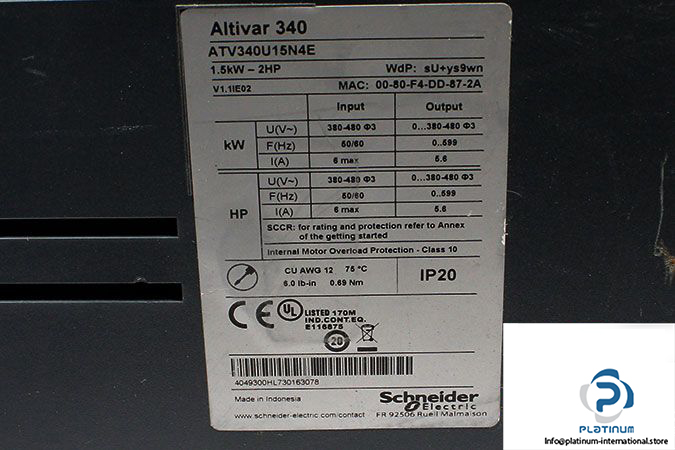 Altivar 340
ATV340U15N4E
1.5kW – 2HP WdP: sU+ys9wn
V1.1IE02 MAC: 00-80-F4-DD-87-2A
Input Output
kW
U(V~) 380-480 Φ3 0...380-480 Φ3
F(Hz) 50/60 0..599
I(A) 6 max 5.6
HP
U(V~) 380-480 Φ3 0...380-480 Φ3
F(Hz) 50/60 0..599
I(A) 6 max 5.6
SCCR: for rating and protection refer to Annex
of the getting started
Internal Motor Overload Protection - Class 10
CU AWG 12 75 °C
6.0 lb-in 0.69 Nm
IP20
CE
UL
LISTED 170M
IND.CONT.EQ.
E116875
20
4049300HL730163078
Made in Indonesia
www.schneider-electric.com/contact
Schneider
Electric
FR 92506 Rueil Malmaison
PLATINUM
info@platinum-international.store